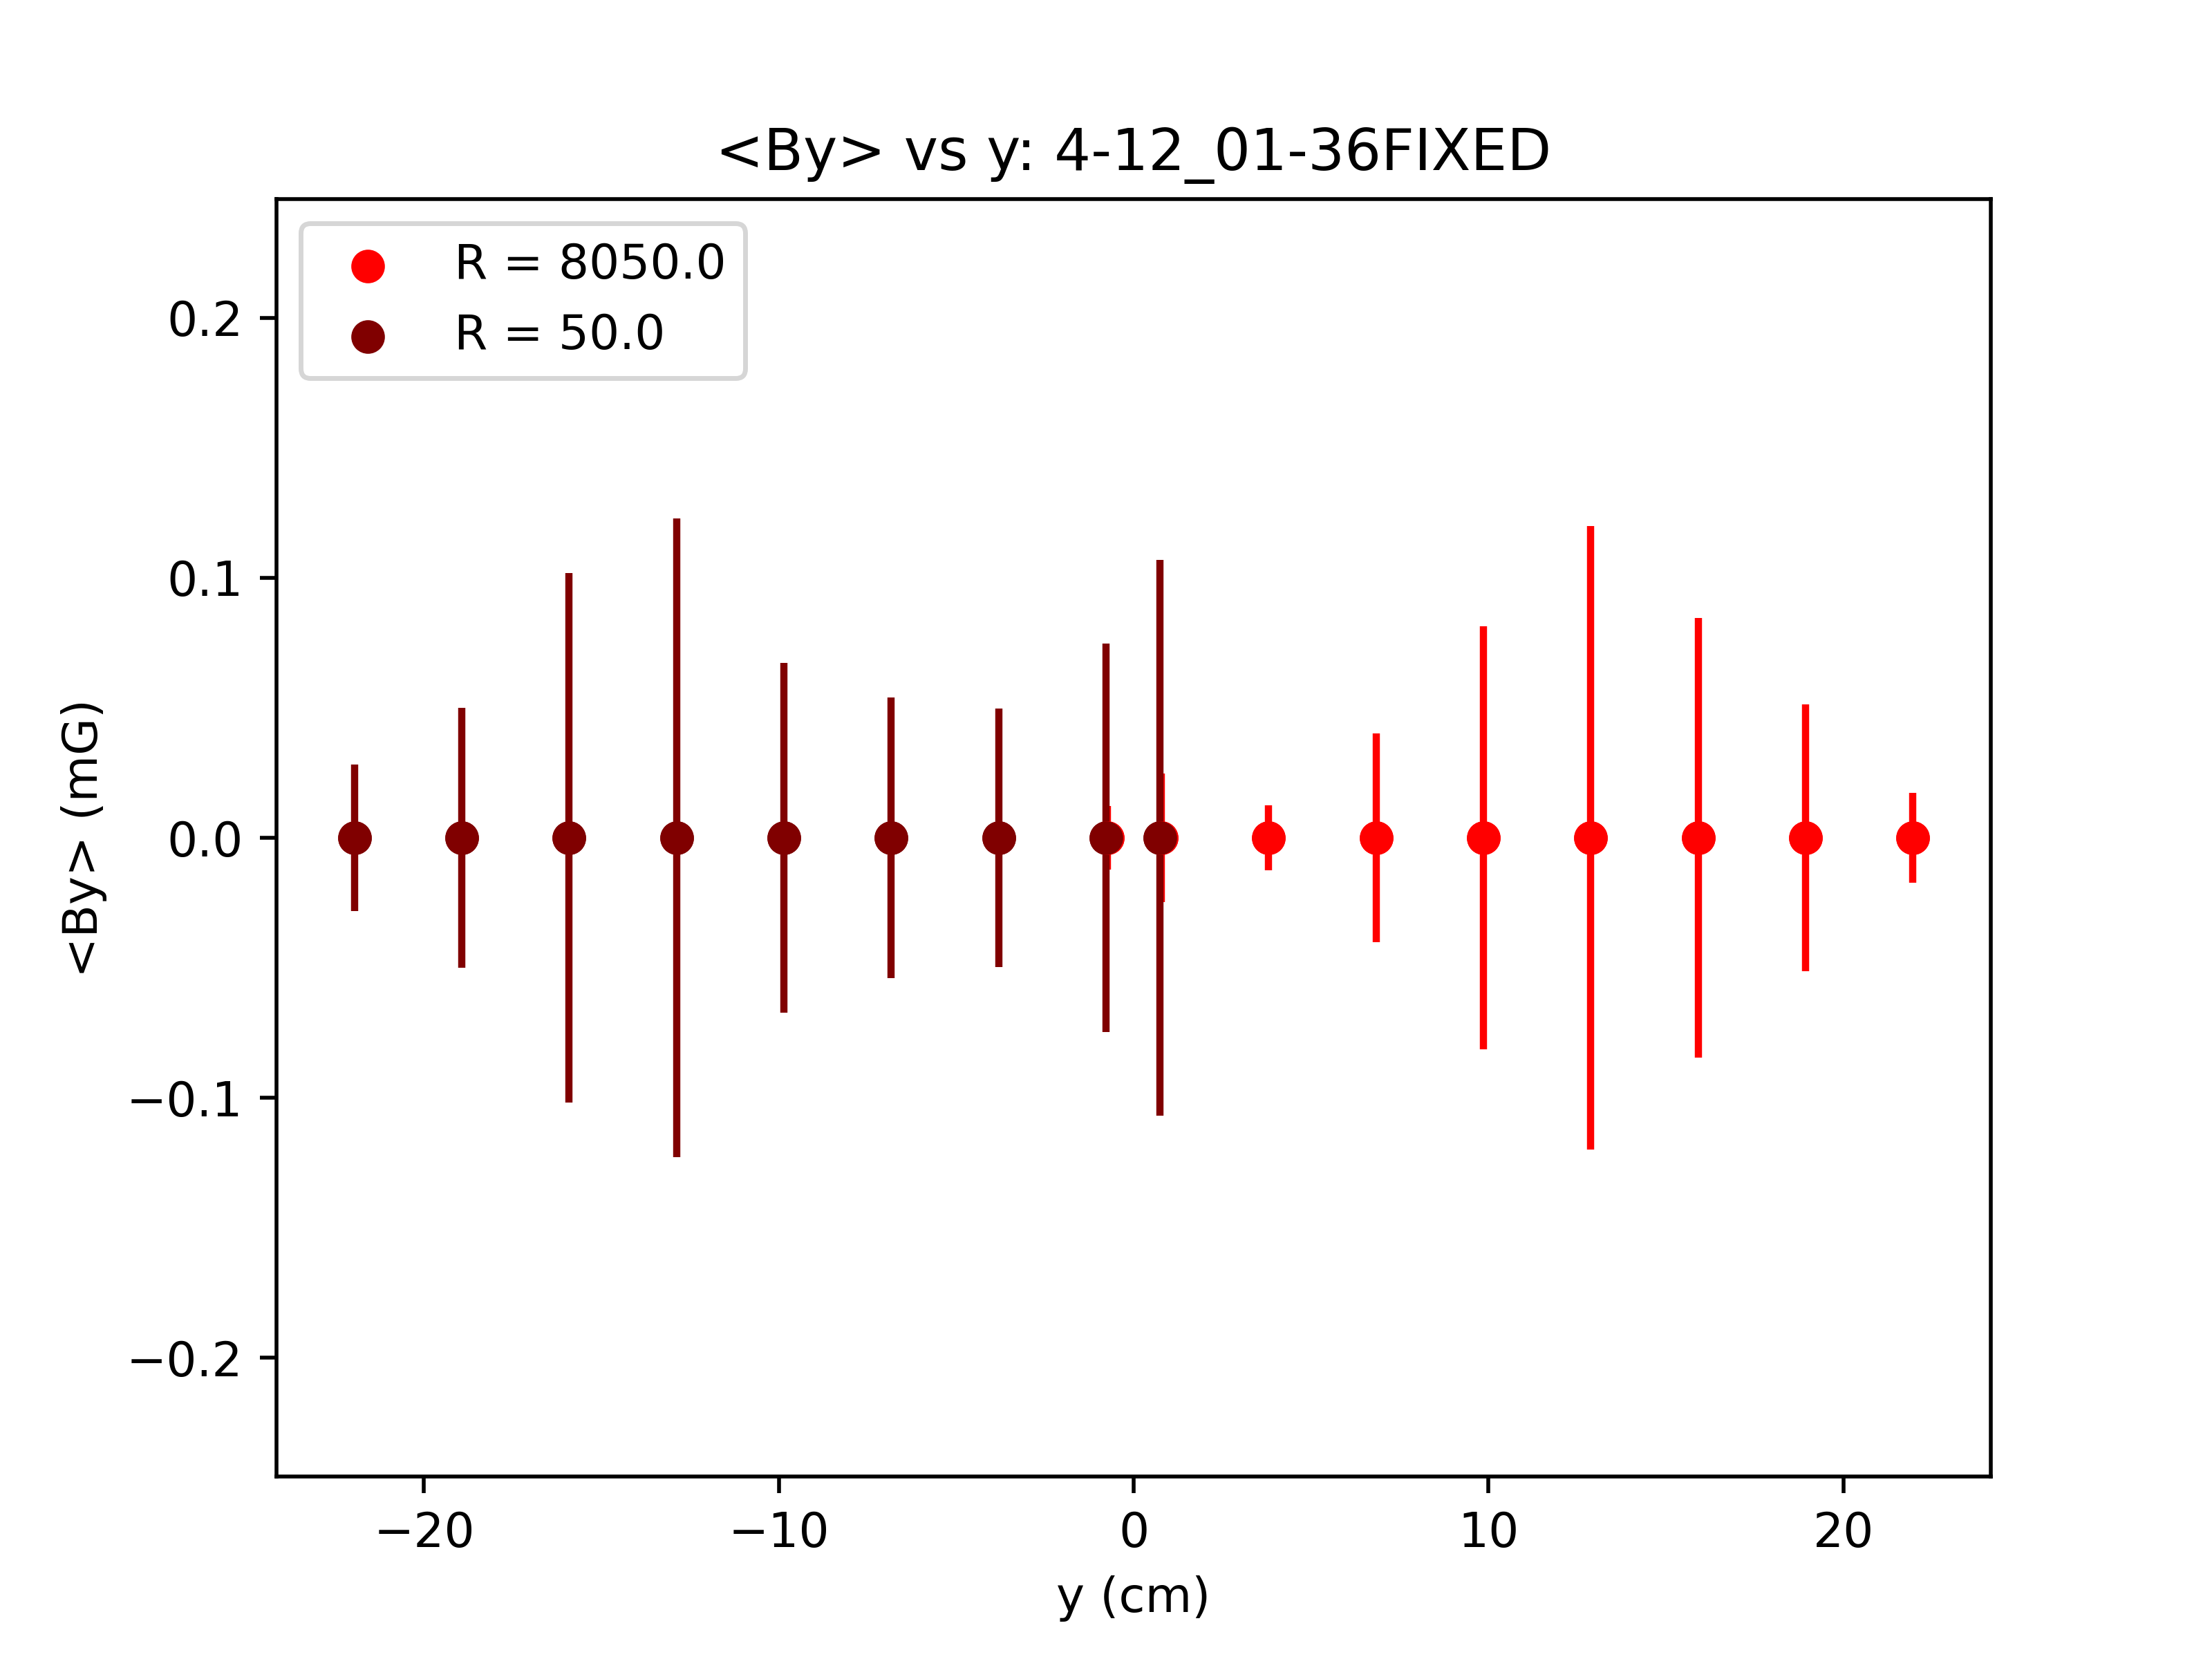 <By> vs y: 4-12_01-36FIXED
R = 8050.0
R = 50.0
0.2
0.1
0.0
−0.1
−0.2
<By> (mG)
−20
−10
0
10
20
y (cm)